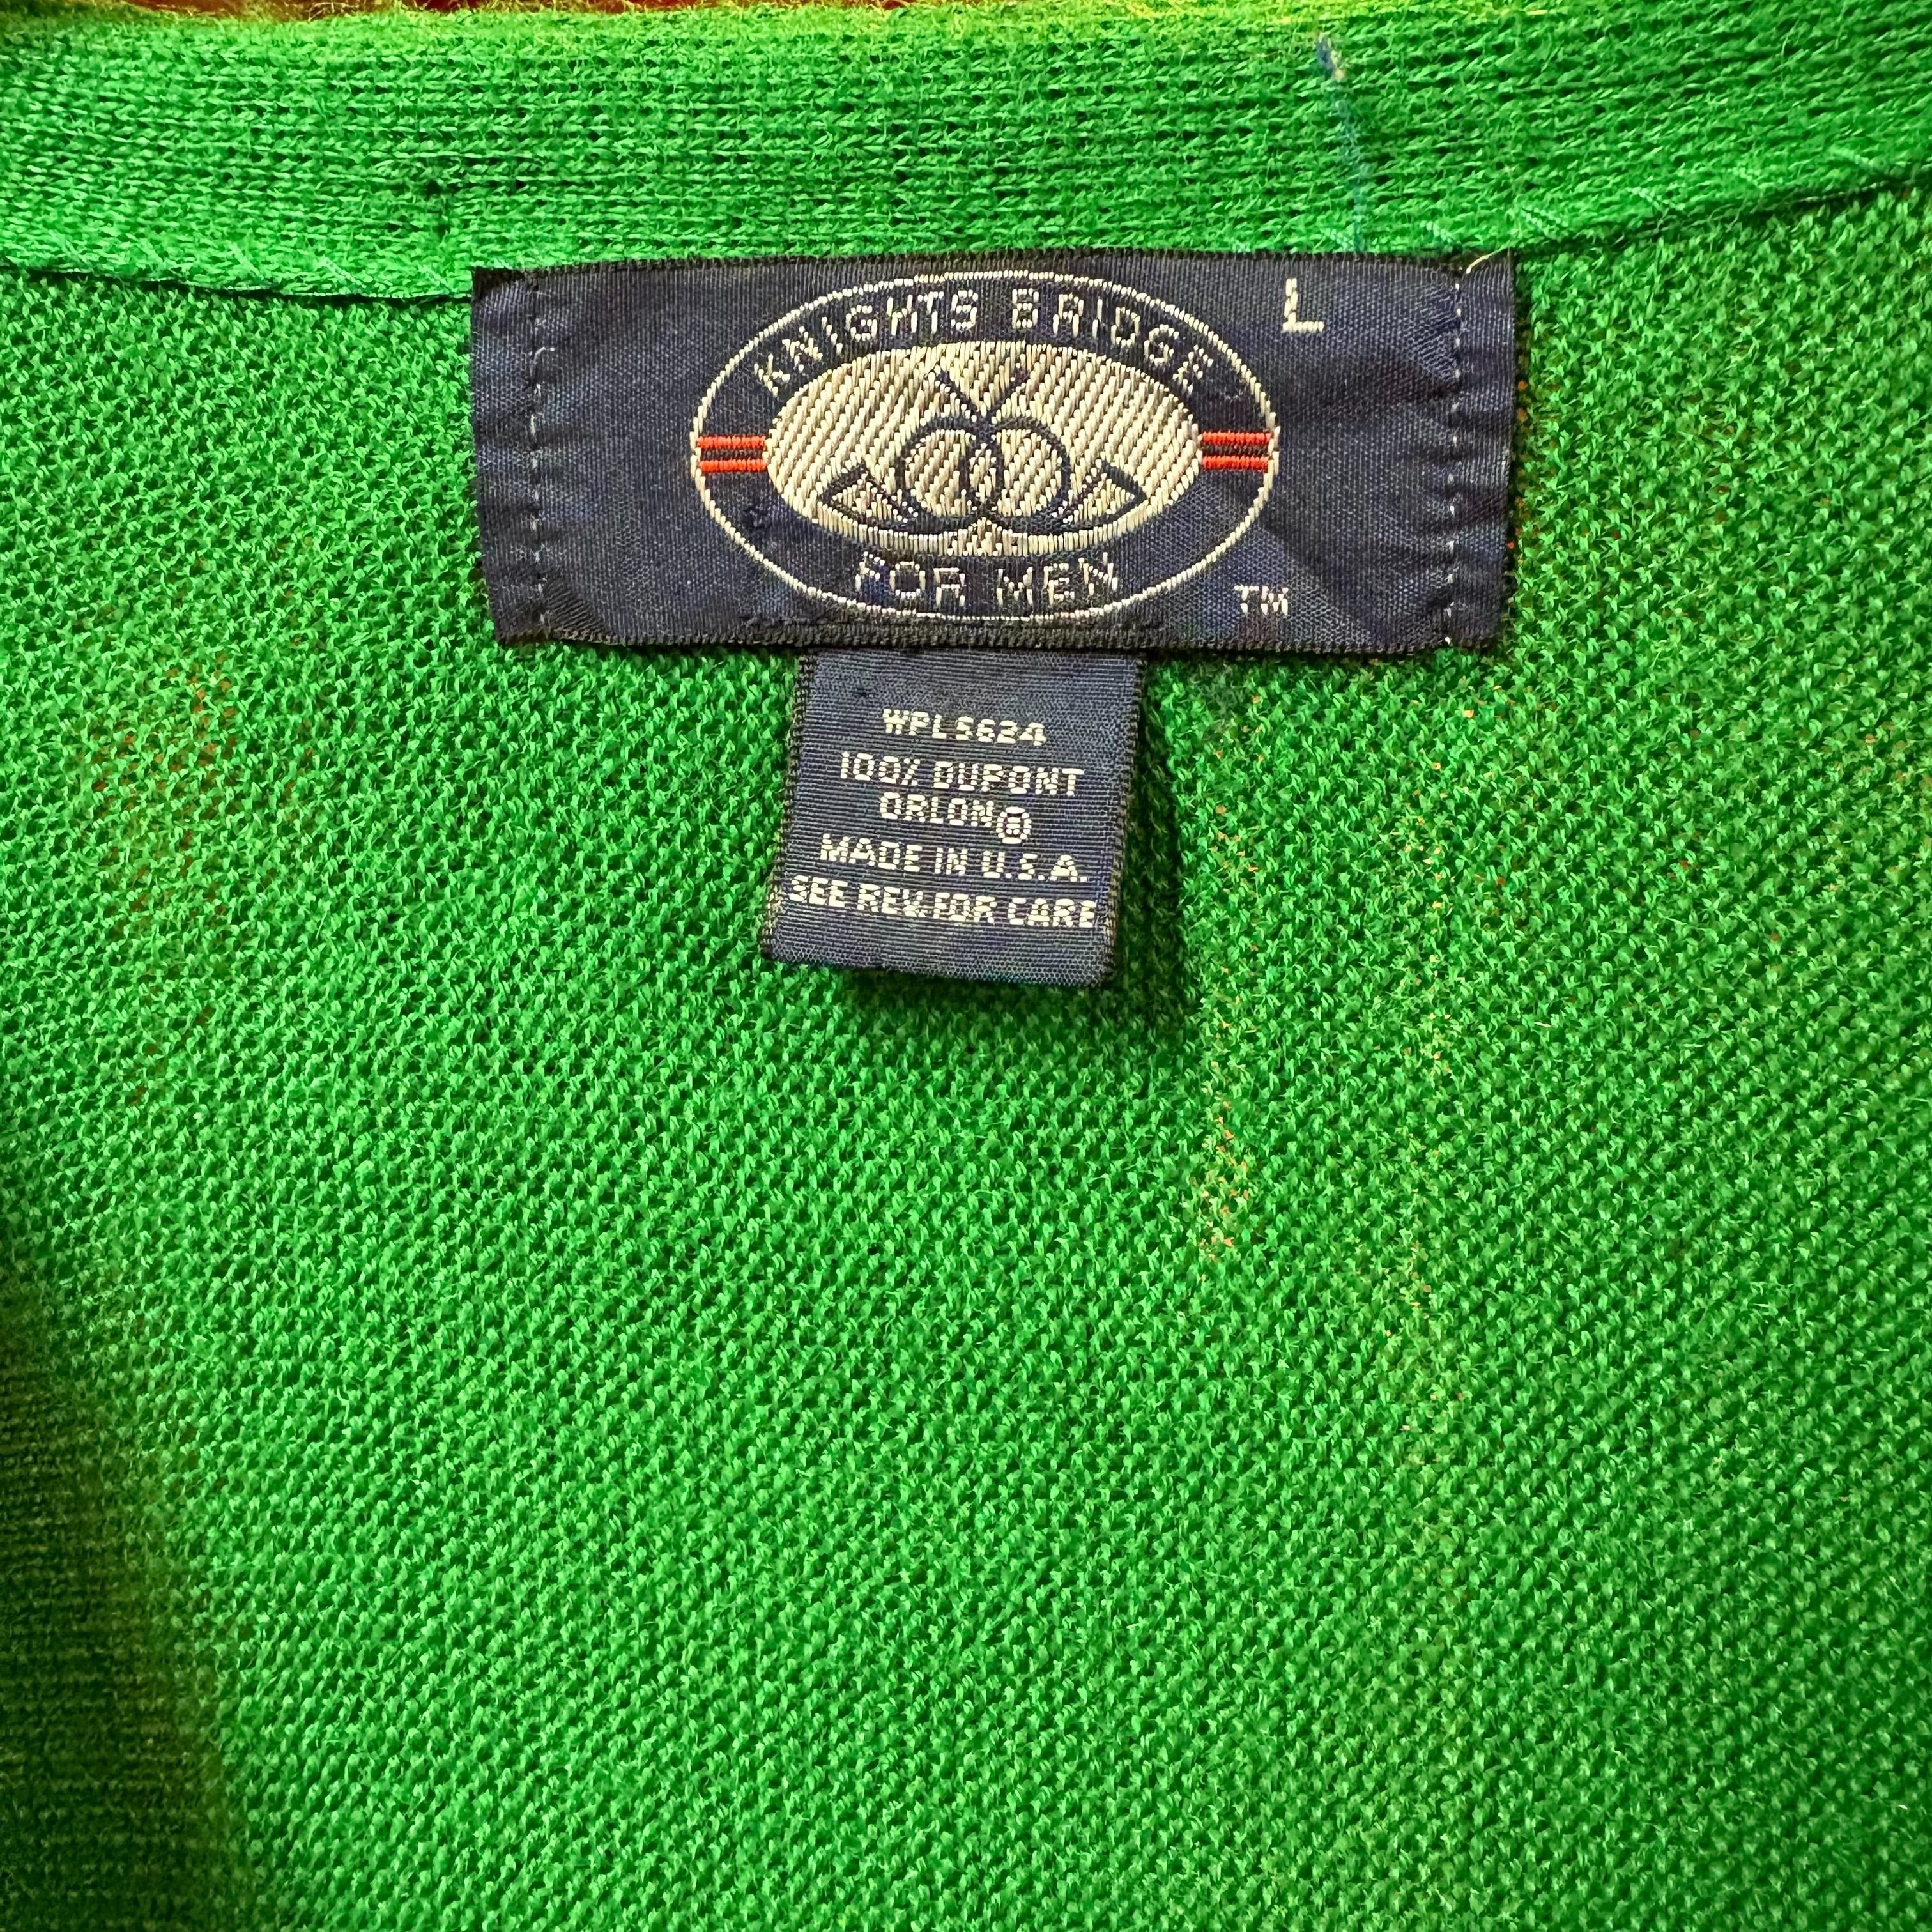 KNIGHTS BRIDGE
L
FOR MEN
TM
WPL5624
100% DUPONT
ORLON®
MADE IN U.S.A.
SEE REV. FOR CARE